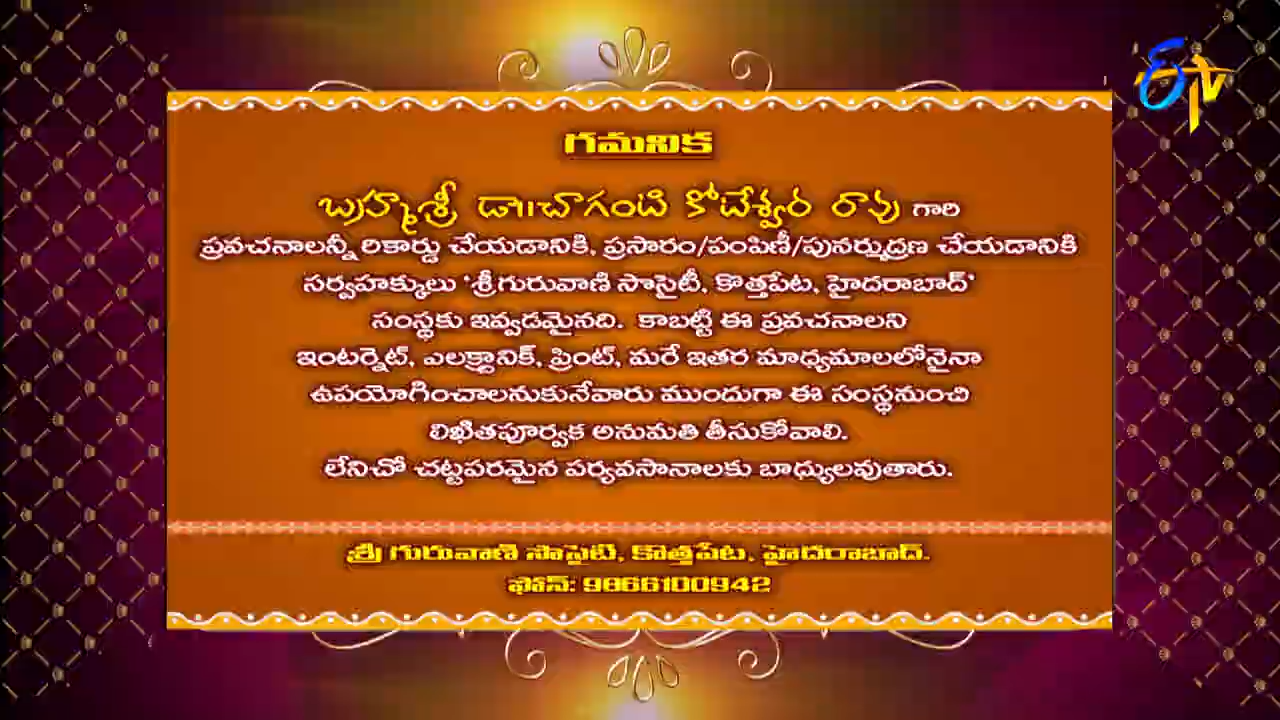 ETV
గమనిక
బ్రహ్మశ్రీ డా॥చాగంటి కోటేశ్వర రావు గారి
ప్రవచనాలన్నీ రికార్డు చేయడానికి, ప్రసారం/పంపిణీ/పునర్ముద్రణ చేయడానికి
సర్వహక్కులు 'శ్రీగురువాణి సొసైటీ, కొత్తపేట, హైదరాబాద్'
సంస్థకు ఇవ్వడమైనది. కాబట్టి ఈ ప్రవచనాలని
ఇంటర్నెట్, ఎలక్ట్రానిక్, ప్రింట్, మరే ఇతర మాధ్యమాలలోనైనా
ఉపయోగించాలనుకునేవారు ముందుగా ఈ సంస్థనుంచి
లిఖితపూర్వక అనుమతి తీసుకోవాలి.
లేనిచో చట్టపరమైన పర్యవసానాలకు బాధ్యులవుతారు.
శ్రీ గురువాణి సొసైటి, కొత్తపేట, హైదరాబాద్.
ఫోన్: 9866100942